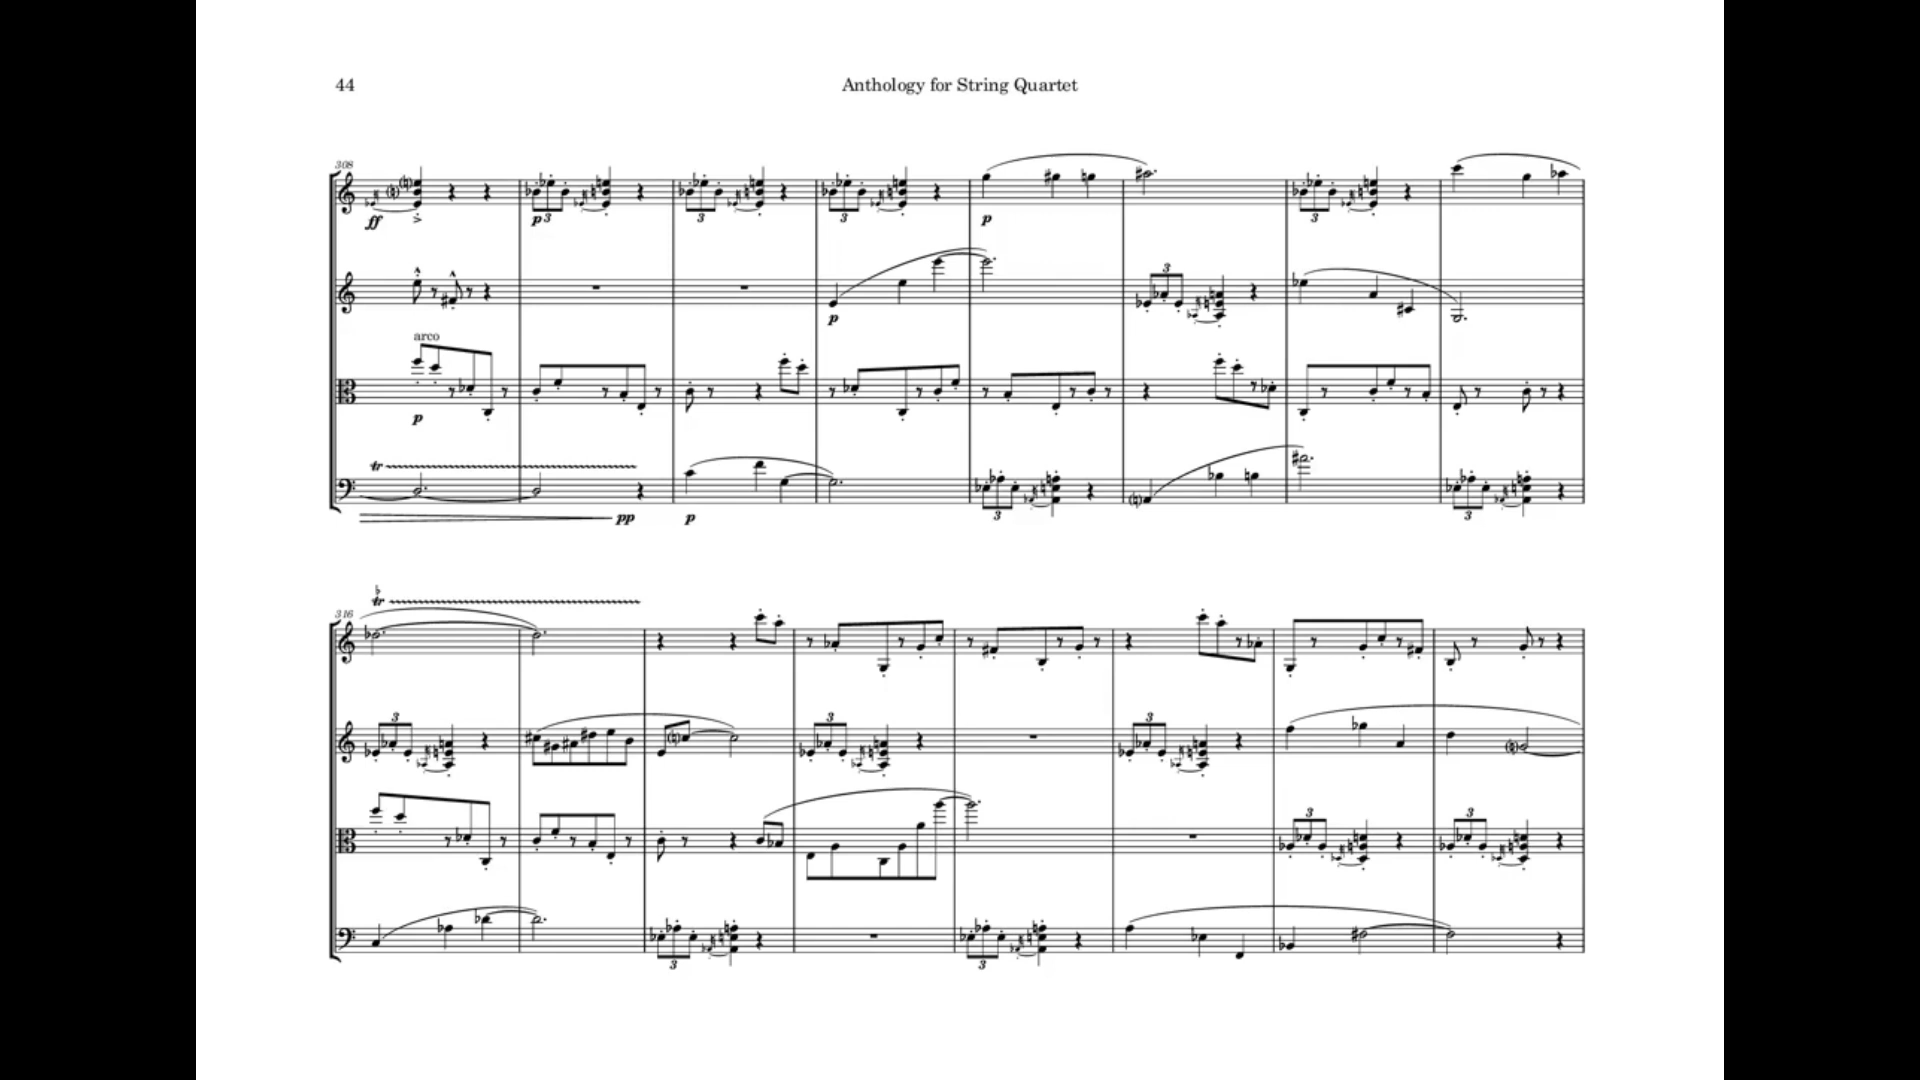 44 Anthology for String Quartet
308
3 3 3 3
ff p p
3
p
arco
p
tr
pp p 3 3
tr
316
3 3 3
3 3
3 3